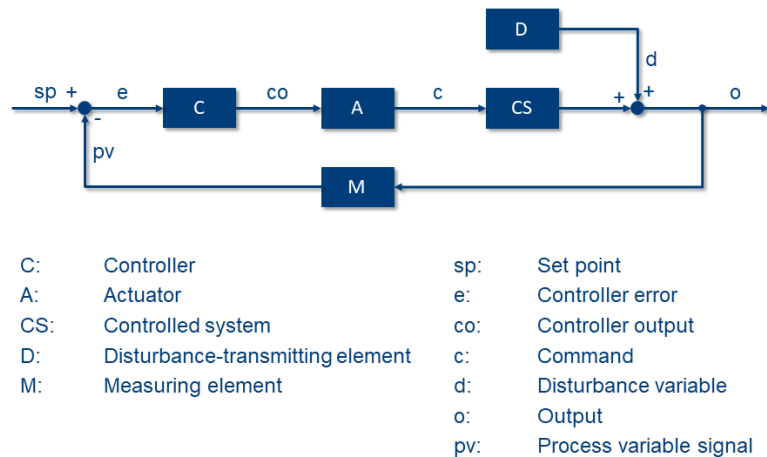 D
d
sp + e C co A c CS + + o
-
pv
M
C: Controller
A: Actuator
CS: Controlled system
D: Disturbance-transmitting element
M: Measuring element
sp: Set point
e: Controller error
co: Controller output
c: Command
d: Disturbance variable
o: Output
pv: Process variable signal